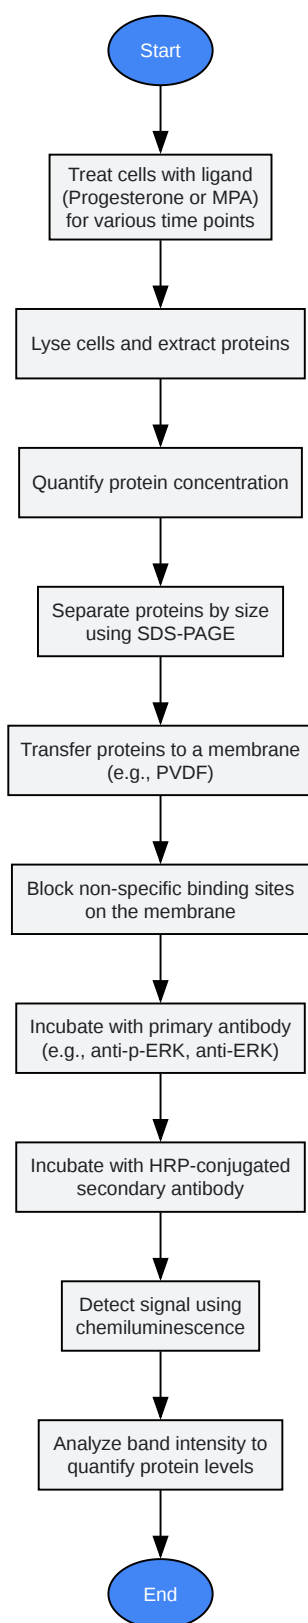 Start
Treat cells with ligand
(Progesterone or MPA)
for various time points
Lyse cells and extract proteins
Quantify protein concentration
Separate proteins by size
using SDS-PAGE
Transfer proteins to a membrane
(e.g., PVDF)
Block non-specific binding sites
on the membrane
Incubate with primary antibody
(e.g., anti-p-ERK, anti-ERK)
Incubate with HRP-conjugated
secondary antibody
Detect signal using
chemiluminescence
Analyze band intensity to
quantify protein levels
End